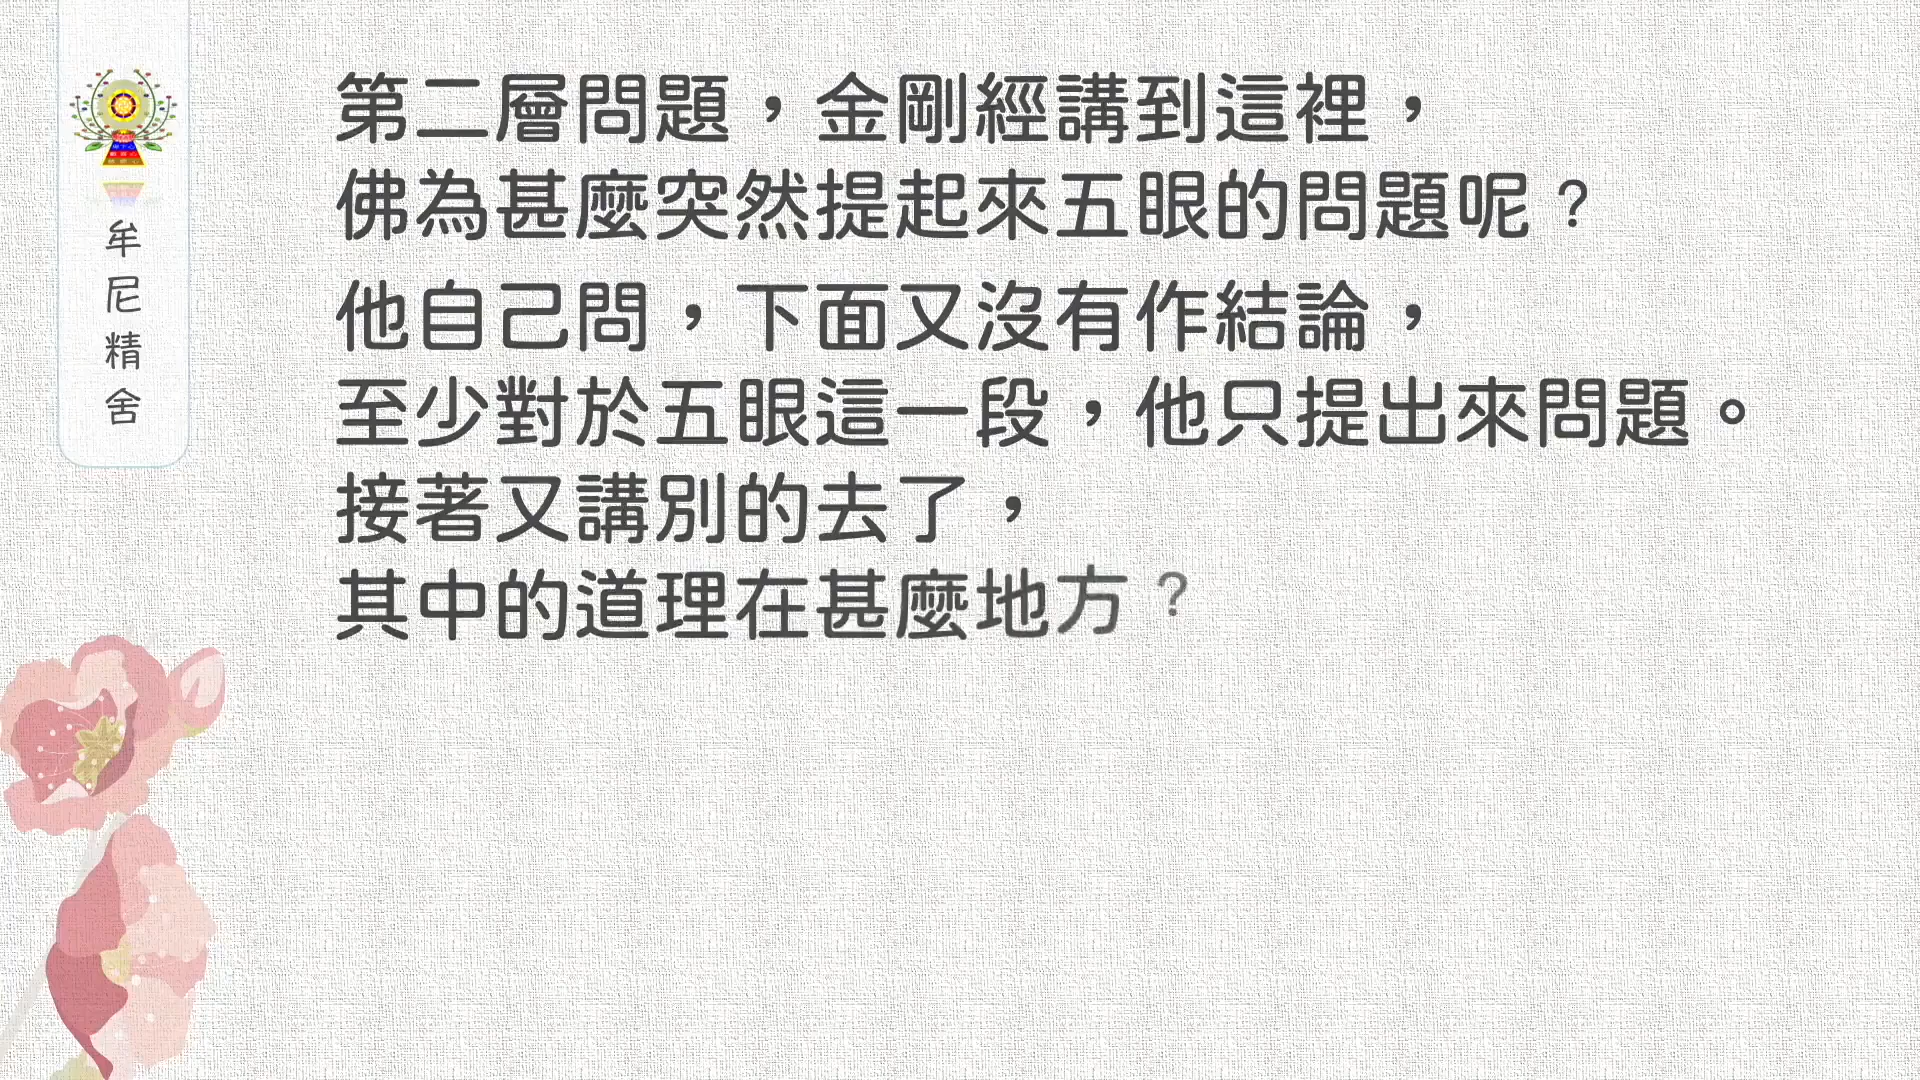 牟尼精舍
第二層問題，金剛經講到這裡，
佛為甚麼突然提起來五眼的問題呢？
他自己問，下面又沒有作結論，
至少對於五眼這一段，他只提出來問題。
接著又講別的去了，
其中的道理在甚麼地方？